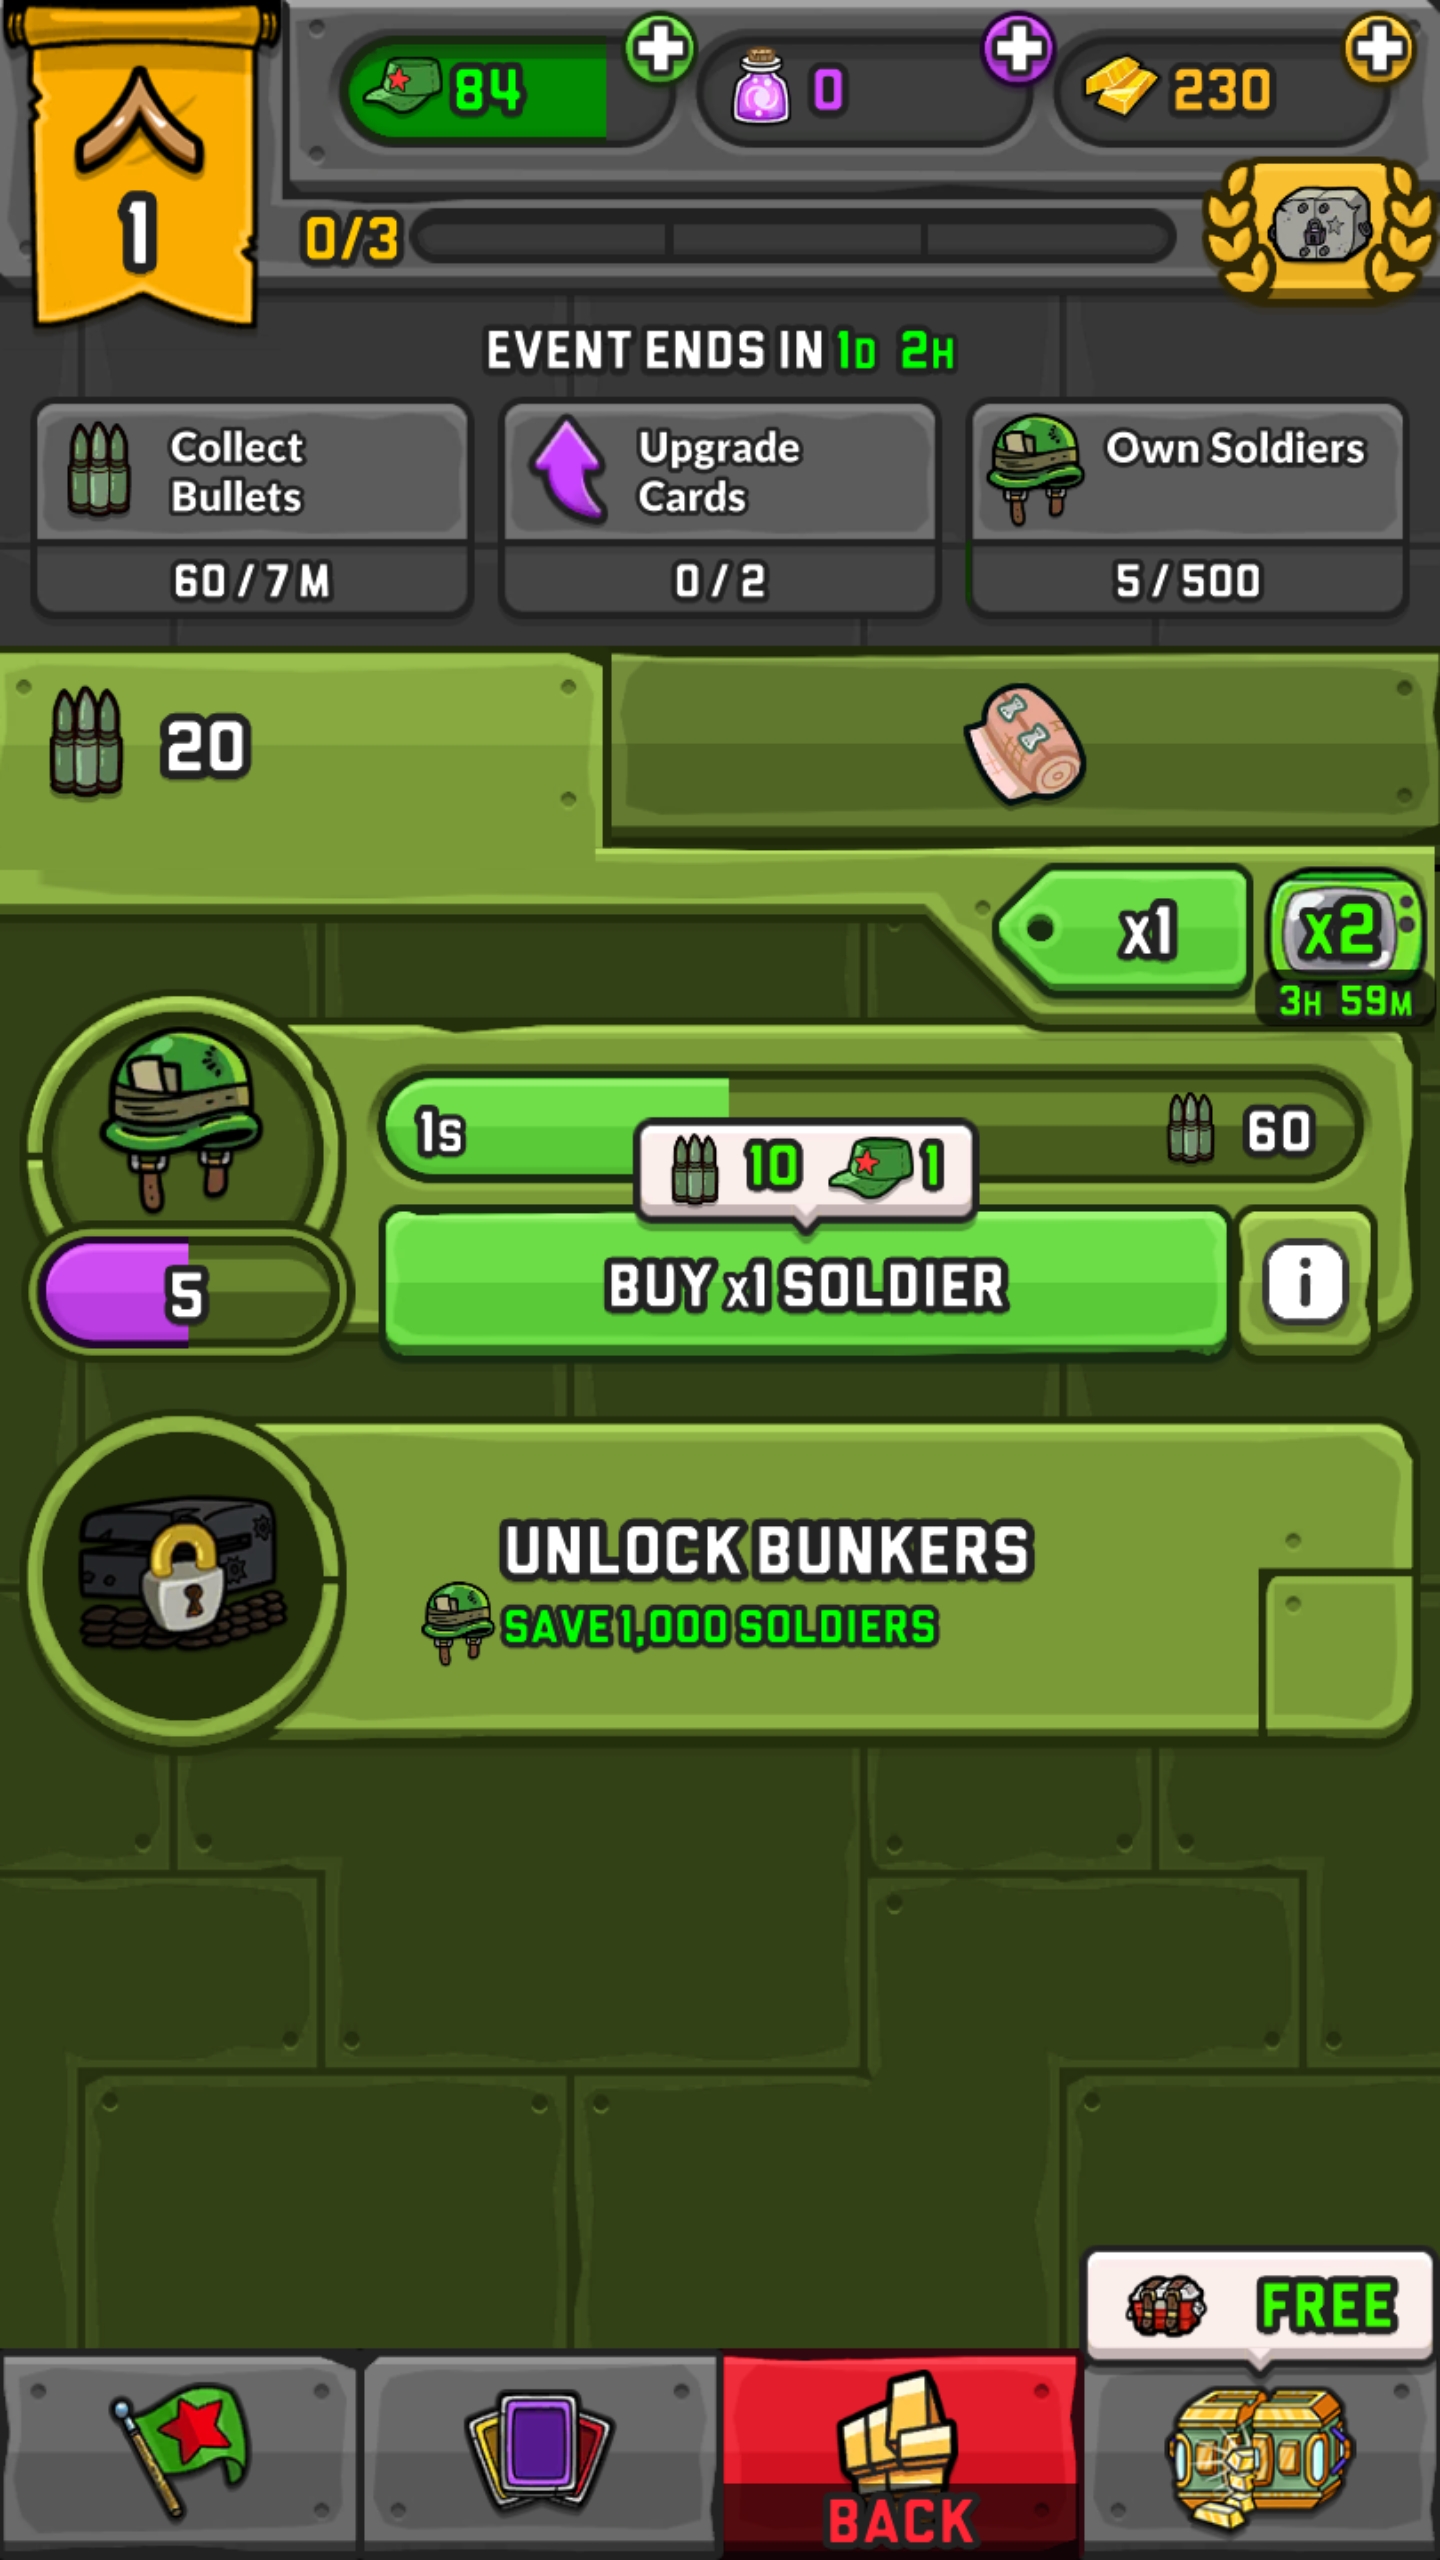 84
0
230
1
0/3
EVENT ENDS IN 1D 2H
Collect
Bullets
60 / 7 M
Upgrade
Cards
0 / 2
Own Soldiers
5 / 500
20
x1
x2
3H 59M
1s
60
10
1
5
BUY x1 SOLDIER
i
UNLOCK BUNKERS
SAVE 1,000 SOLDIERS
FREE
BACK